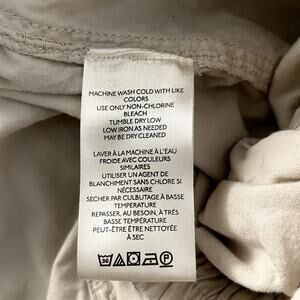 MACHINE WASH COLD WITH LIKE
COLORS
USE ONLY NON-CHLORINE
BLEACH
TUMBLE DRY LOW
LOW IRON AS NEEDED
MAY BE DRY CLEANED
LAVER À LA MACHINE À L'EAU
FROIDE AVEC COULEURS
SIMILAIRES
UTILISER UN AGENT DE
BLANCHIMENT SANS CLORE SI
NÉCESSAIRE
SECHER PAR CULBUTAGE À BASSE
TEMPERATURE
REPASSER, AU BESOIN, À TRÈS
BASSE TEMPÉRATURE
PEUT-ÊTRE ÊTRE NETTOYÉE
À SEC
30 P